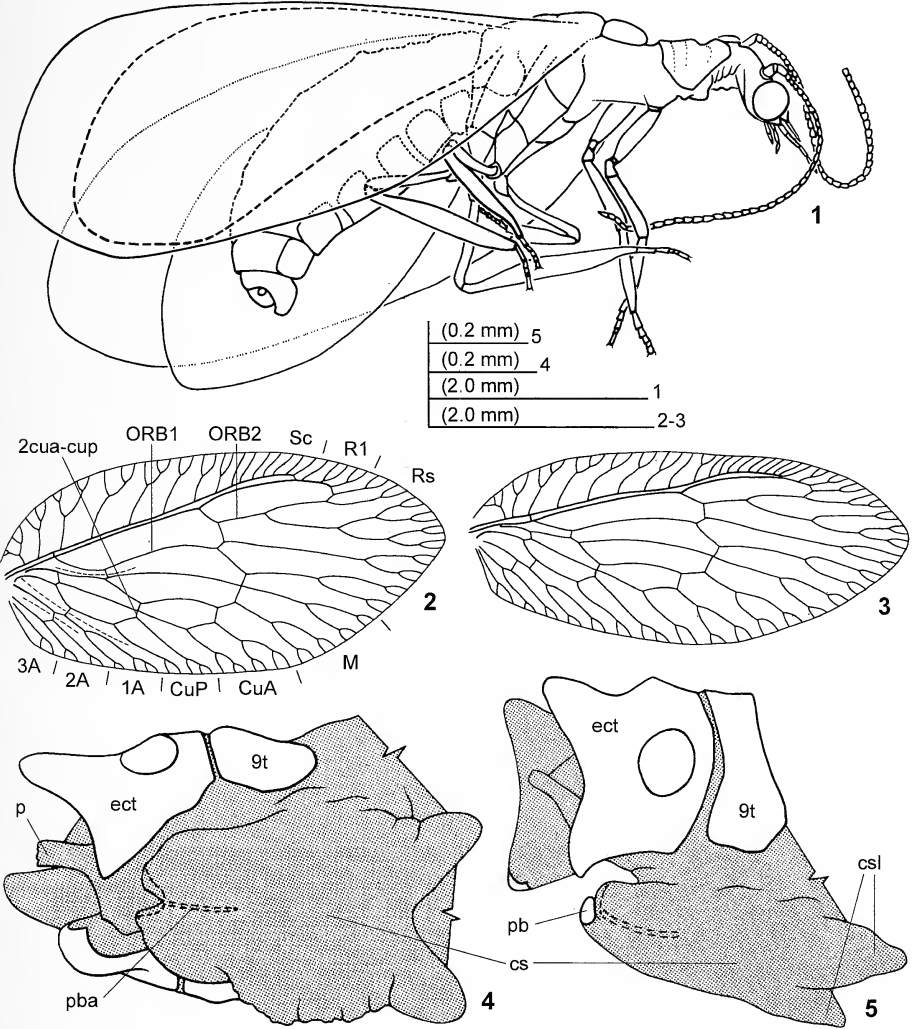 1
(0.2 mm) 5
(0.2 mm) 4
(2.0 mm) 1
(2.0 mm) 2-3
2cua-cup ORB1 ORB2 Sc R1 Rs
2
3
3A 2A 1A CuP CuA M
ect 9t
p
pba
cs
4
ect
9t
csl
pb
5